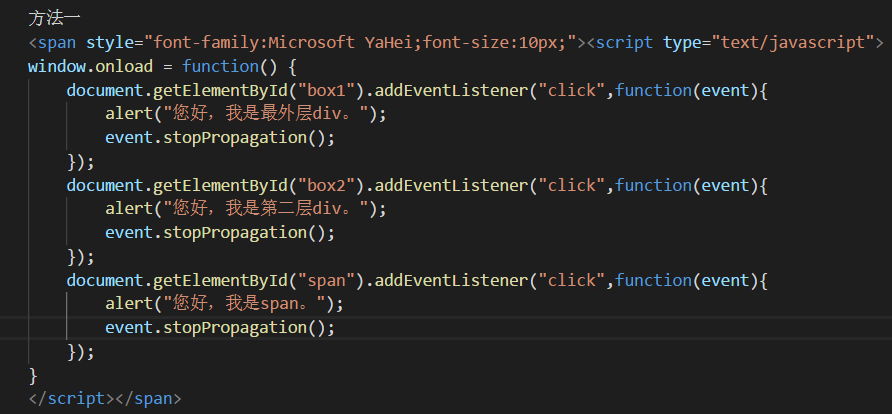 方法一
<span style="font-family:Microsoft YaHei;font-size:10px;"><script type="text/javascript">
window.onload = function() {
    document.getElementById("box1").addEventListener("click",function(event){
        alert("您好，我是最外层div。");
        event.stopPropagation();
    });
    document.getElementById("box2").addEventListener("click",function(event){
        alert("您好，我是第二层div。");
        event.stopPropagation();
    });
    document.getElementById("span").addEventListener("click",function(event){
        alert("您好，我是span。");
        event.stopPropagation();
    });
}
</script></span>